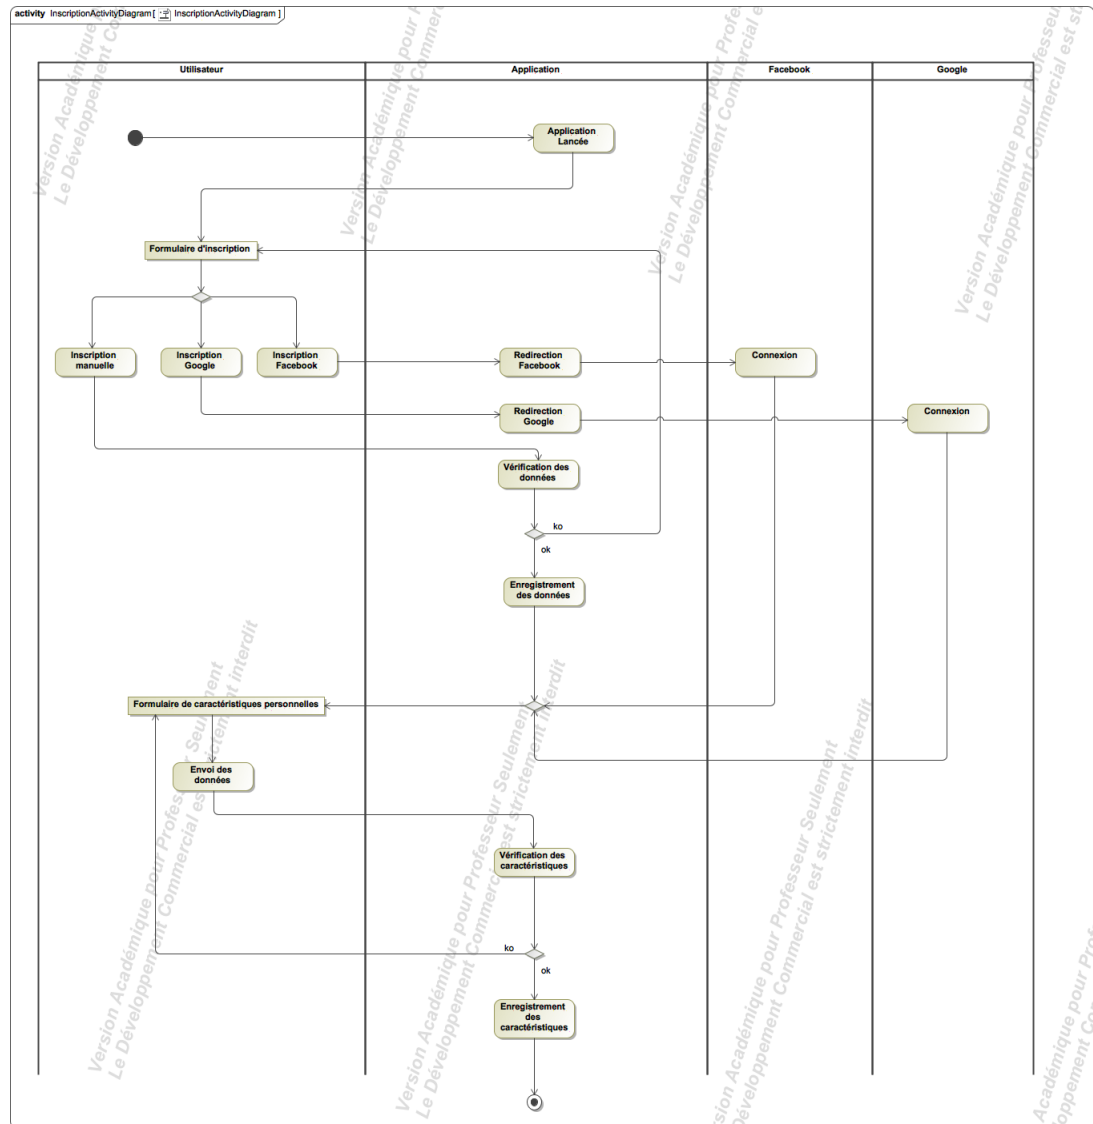 activity InscriptionActivityDiagram [ InscriptionActivityDiagram ]
Utilisateur
Application
Facebook
Google
Application
Lancée
Formulaire d'inscription
Inscription
manuelle
Inscription
Google
Inscription
Facebook
Redirection
Facebook
Connexion
Redirection
Google
Connexion
Vérification des
données
ko
ok
Enregistrement
des données
Formulaire de caractéristiques personnelles
Envoi des
données
Vérification des
caractéristiques
ko
ok
Enregistrement
des
caractéristiques
Version Académique pour Professeur Seulement
Le Développement Commercial est strictement interdit